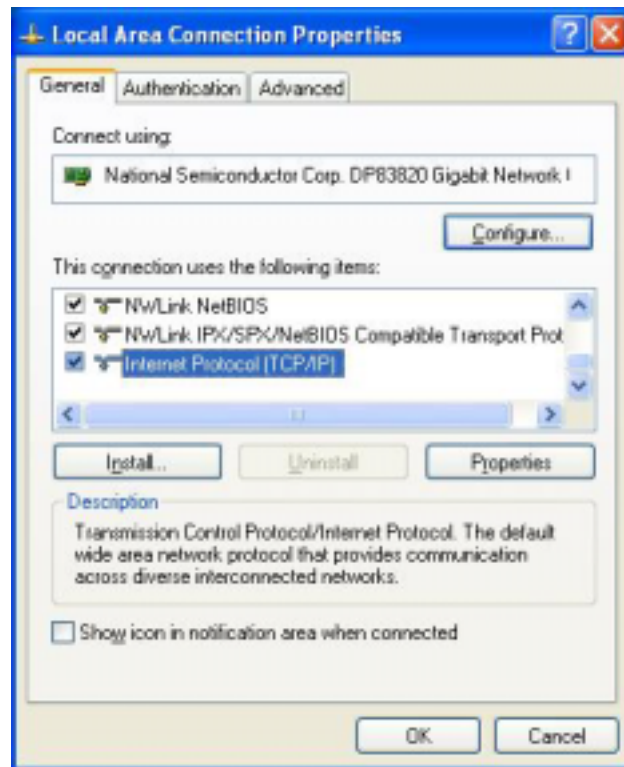 Local Area Connection Properties
General Authentication Advanced
Connect using:
National Semiconductor Corp. DP83820 Gigabit Network
Configure...
This connection uses the following items:
NWLink NetBIOS
NWLink IPX/SPX/NetBIOS Compatible Transport Prot
Internet Protocol (TCP/IP)
Install... Uninstall Properties
Description
Transmission Control Protocol/Internet Protocol. The default
wide area network protocol that provides communication
across diverse interconnected networks.
Show icon in notification area when connected
OK Cancel